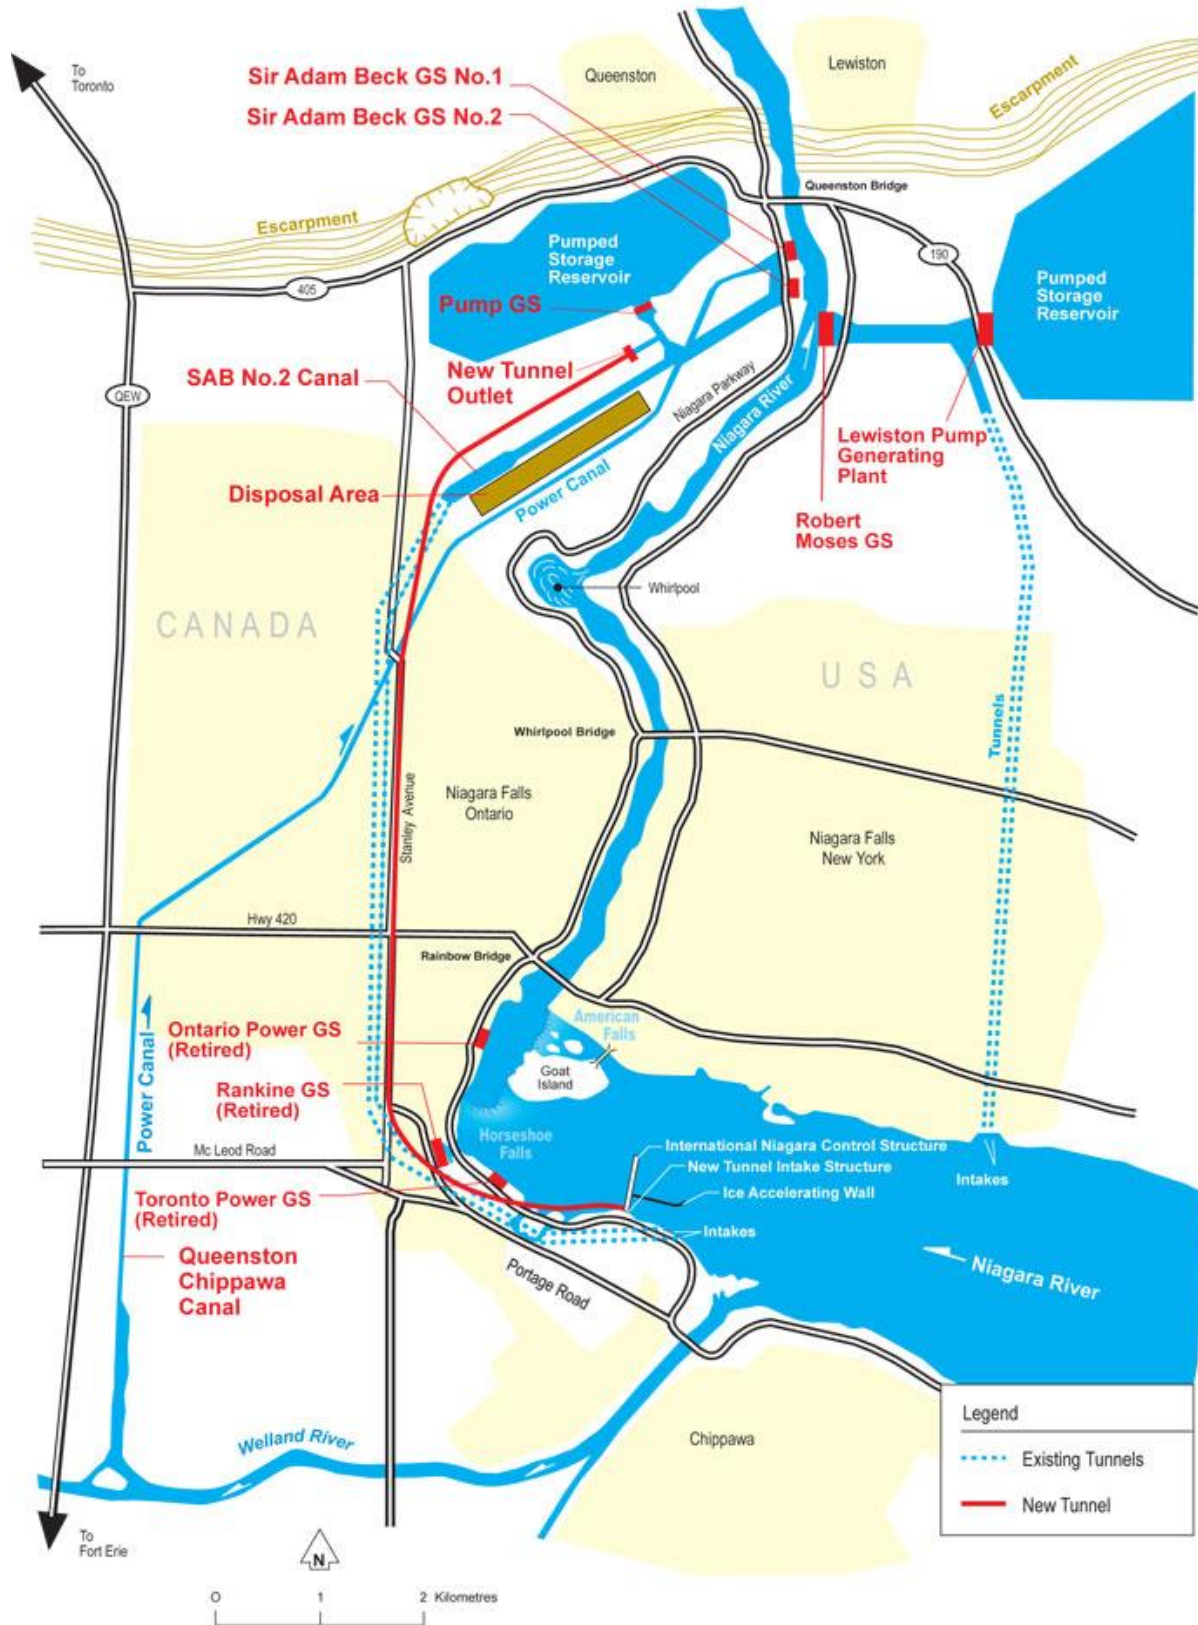 To
Toronto
Sir Adam Beck GS No.1
Sir Adam Beck GS No.2
Queenston
Lewiston
Escarpment
Escarpment
Queenston Bridge
405
190
Pumped
Storage
Reservoir
Pumped
Storage
Reservoir
Pump GS
New Tunnel
Outlet
SAB No.2 Canal
QEW
Niagara Parkway
Niagara River
Lewiston Pump
Generating
Plant
Disposal Area
Power Canal
Robert
Moses GS
Whirlpool
CANADA
USA
Whirlpool Bridge
Tunnels
Stanley Avenue
Niagara Falls
Ontario
Niagara Falls
New York
Hwy 420
Rainbow Bridge
American
Falls
Goat
Island
Ontario Power GS
(Retired)
Power Canal
Rankine GS
(Retired)
Horseshoe
Falls
Mc Leod Road
International Niagara Control Structure
New Tunnel Intake Structure
Ice Accelerating Wall
Intakes
Toronto Power GS
(Retired)
Intakes
Queenston
Chippawa
Canal
Portage Road
Niagara River
Welland River
Chippawa
Legend
Existing Tunnels
New Tunnel
To
Fort Erie
N
0 1 2 Kilometres